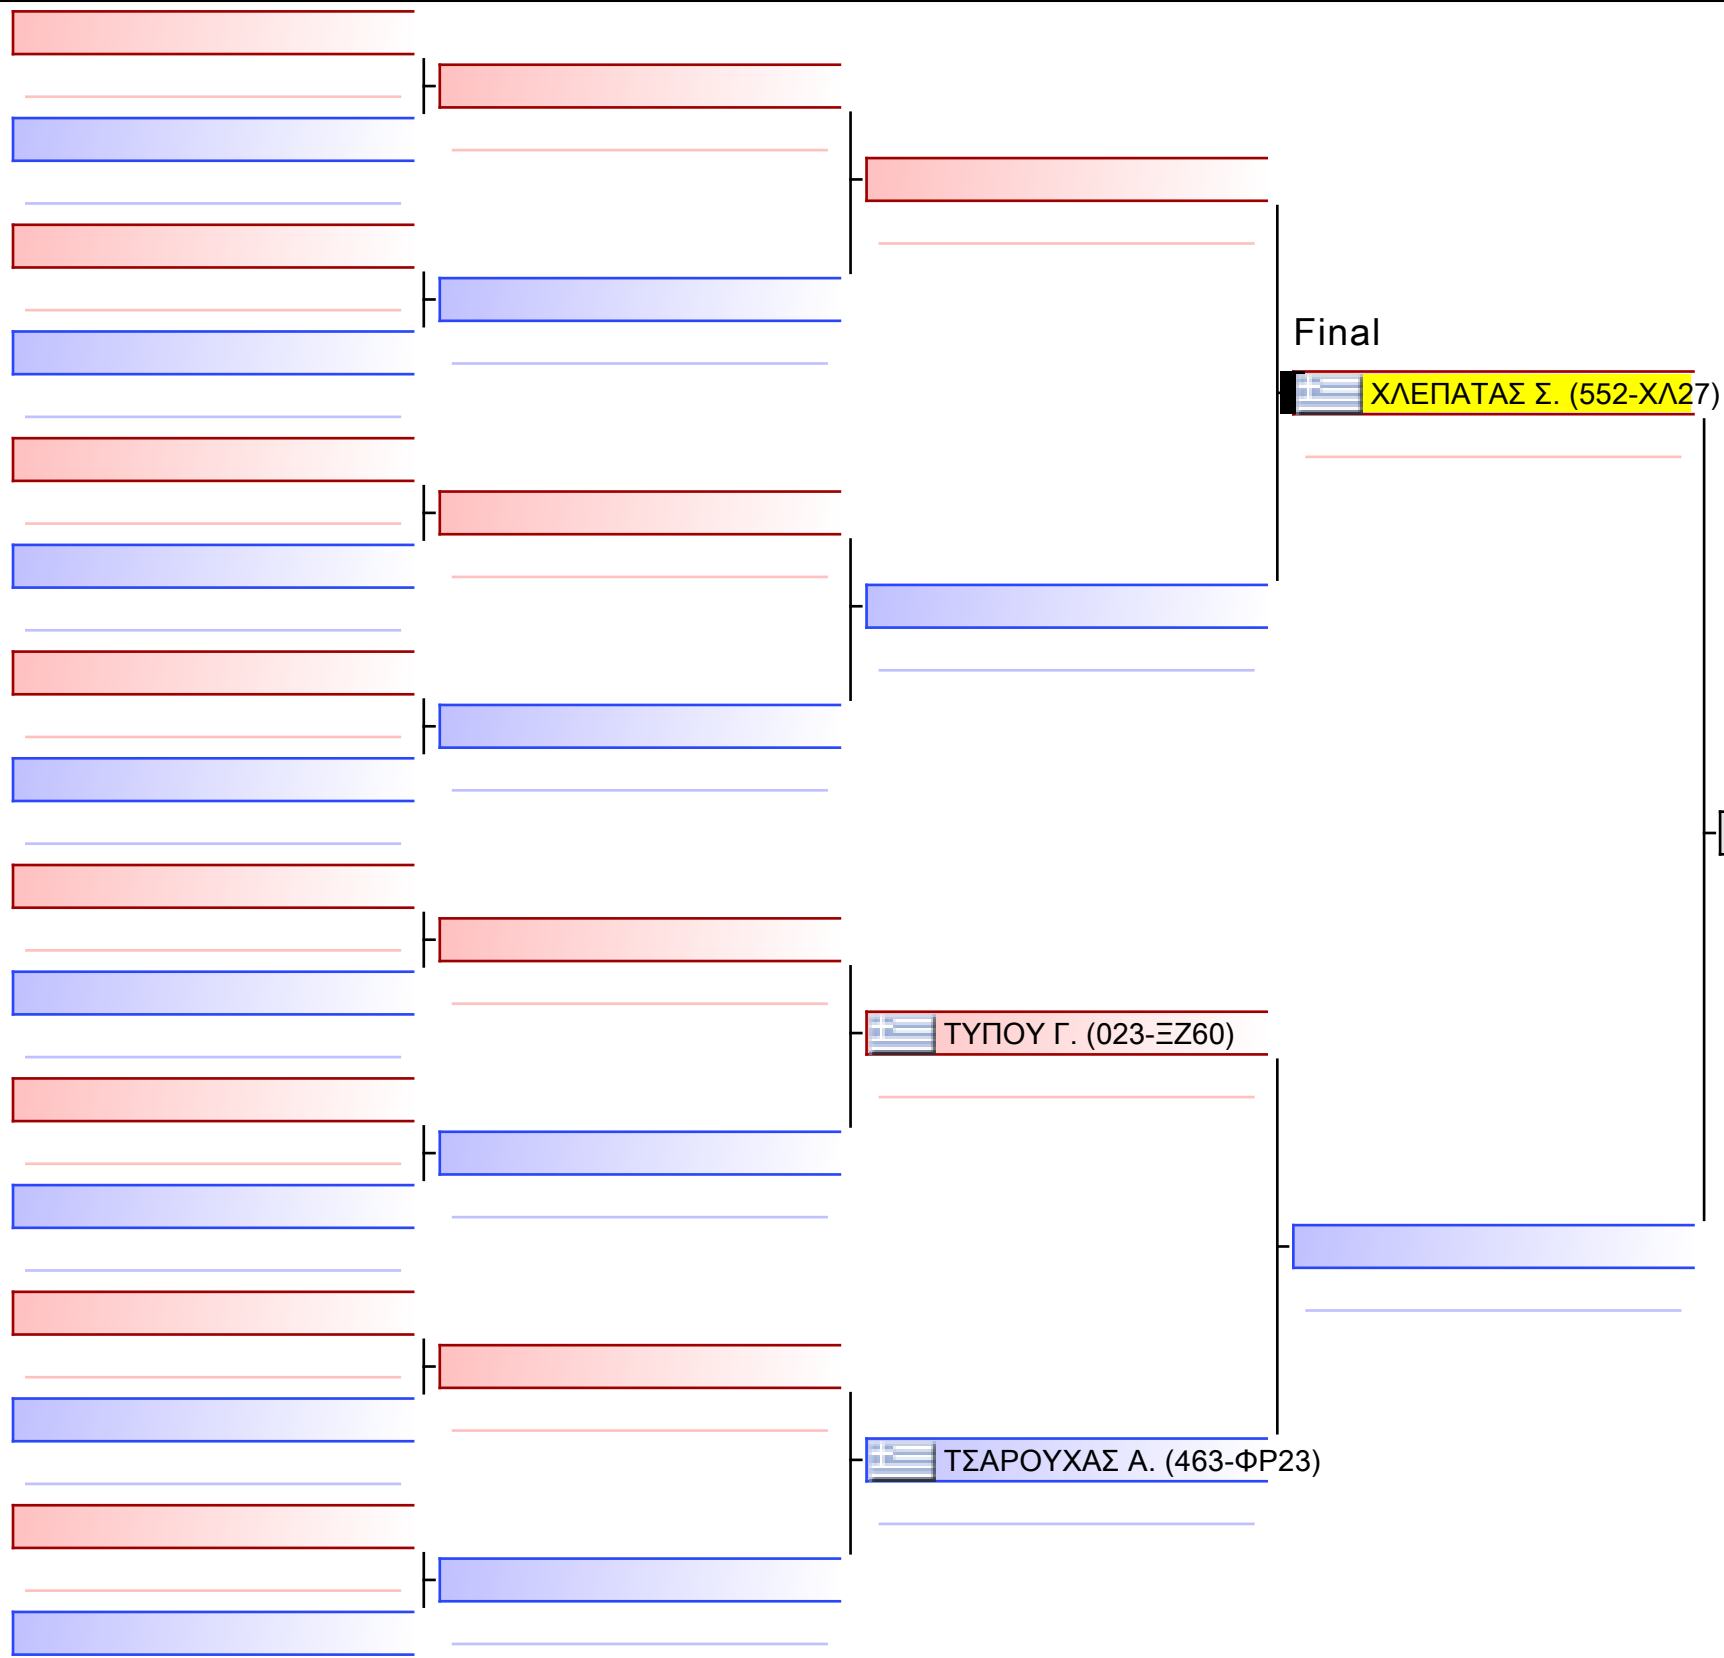 Final
ΧΛΕΠΑΤΑΣ Σ. (552-ΧΛ27)
ΤΥΠΟΥ Γ. (023-ΞΖ60)
ΤΣΑΡΟΥΧΑΣ Α. (463-ΦΡ23)